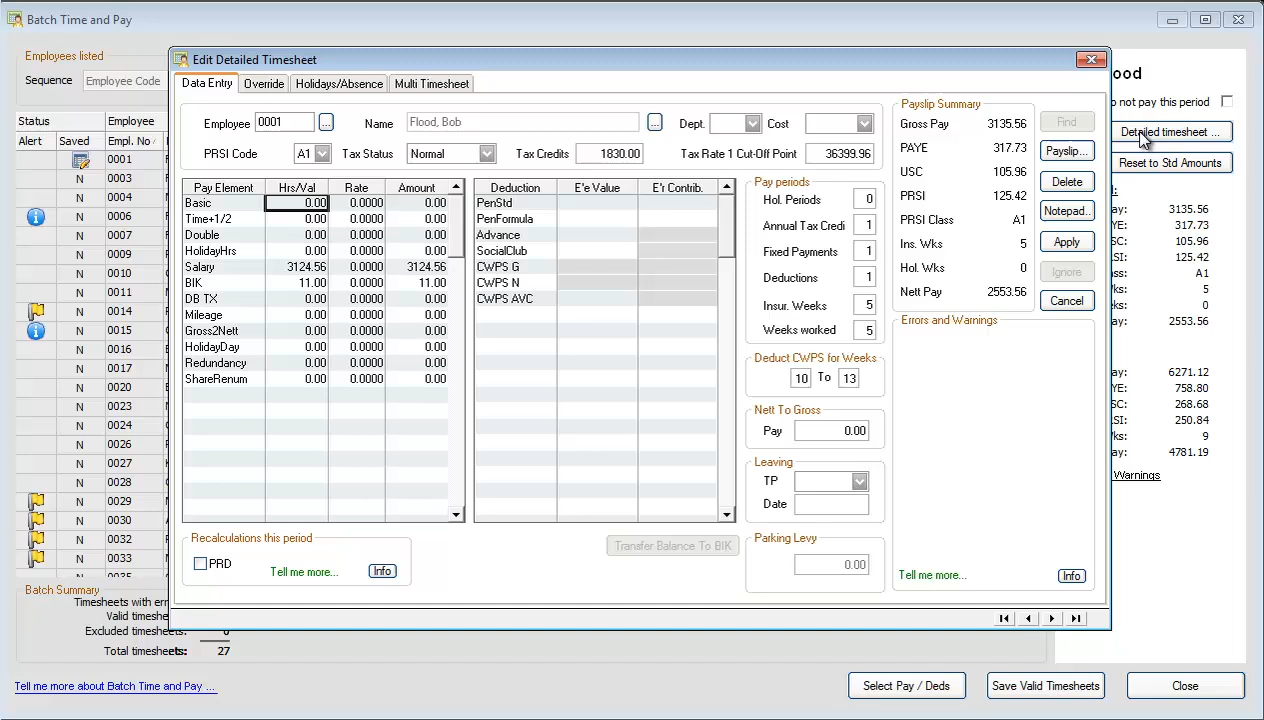 Batch Time and Pay
Employees listed
Sequence Employee Code
Status Employee
Alert Saved Empl. No
0001
N 0003
N 0004
N 0006
N 0007
N 0009
N 0010
N 0011
N 0014
N 0015
N 0016
N 0017
N 0020
N 0023
N 0024
N 0026
N 0027
N 0028
N 0029
N 0030
N 0032
N 0033
Batch Summary
Timesheets with err
Valid timeshe
Excluded timesheets: 0
Total timesheets: 27
Tell me more about Batch Time and Pay ...
Edit Detailed Timesheet
Data Entry Override Holidays/Absence Multi Timesheet
Employee 0001 ... Name Flood, Bob ... Dept. Cost
PRSI Code A1 Tax Status Normal Tax Credits 1830.00 Tax Rate 1 Cut-Off Point 36399.96
Pay Element Hrs/Val Rate Amount
Basic 0.00 0.0000 0.00
Time+1/2 0.00 0.0000 0.00
Double 0.00 0.0000 0.00
HolidayHrs 0.00 0.0000 0.00
Salary 3124.56 0.0000 3124.56
BIK 11.00 0.0000 11.00
DB TX 0.00 0.0000 0.00
Mileage 0.00 0.0000 0.00
Gross2Nett 0.00 0.0000 0.00
HolidayDay 0.00 0.0000 0.00
Redundancy 0.00 0.0000 0.00
ShareRenum 0.00 0.0000 0.00
Deduction E'e Value E'r Contrib.
PenStd
PenFormula
Advance
SocialClub
CWPS G
CWPS N
CWPS AVC
Recalculations this period
PRD
Tell me more... Info
Transfer Balance To BIK
Pay periods
Hol. Periods 0
Annual Tax Credi 1
Fixed Payments 1
Deductions 1
Insur. Weeks 5
Weeks worked 5
Deduct CWPS for Weeks
10 To 13
Nett To Gross
Pay 0.00
Leaving
TP
Date
Parking Levy
0.00
Payslip Summary
Gross Pay 3135.56
PAYE 317.73
USC 105.96
PRSI 125.42
PRSI Class A1
Ins. Wks 5
Hol. Wks 0
Nett Pay 2553.56
Errors and Warnings
Tell me more... Info
Find
Payslip...
Delete
Notepad..
Apply
Ignore
Cancel
ood
o not pay this period
Detailed timesheet ...
Reset to Std Amounts
ay: 3135.56
YE: 317.73
SC: 105.96
SI: 125.42
ass: A1
ks: 5
ks: 0
ay: 2553.56
ay: 6271.12
YE: 758.80
SC: 268.68
SI: 250.84
ks: 9
ay: 4781.19
Warnings
Select Pay / Deds Save Valid Timesheets Close